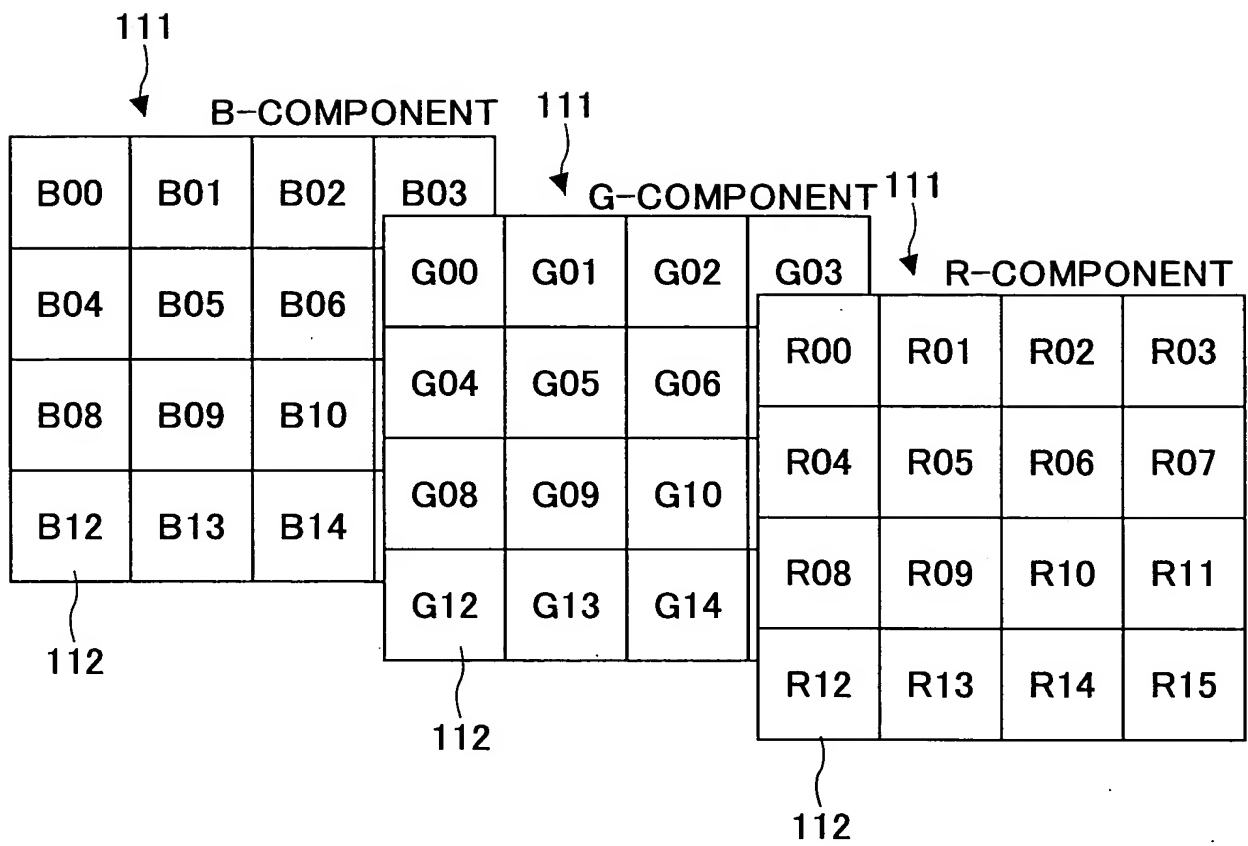 111
B-COMPONENT
111
G-COMPONENT
111
R-COMPONENT
B00 B01 B02 B03
B04 B05 B06
B08 B09 B10
B12 B13 B14
112
G00 G01 G02 G03
G04 G05 G06
G08 G09 G10
G12 G13 G14
112
R00 R01 R02 R03
R04 R05 R06 R07
R08 R09 R10 R11
R12 R13 R14 R15
112